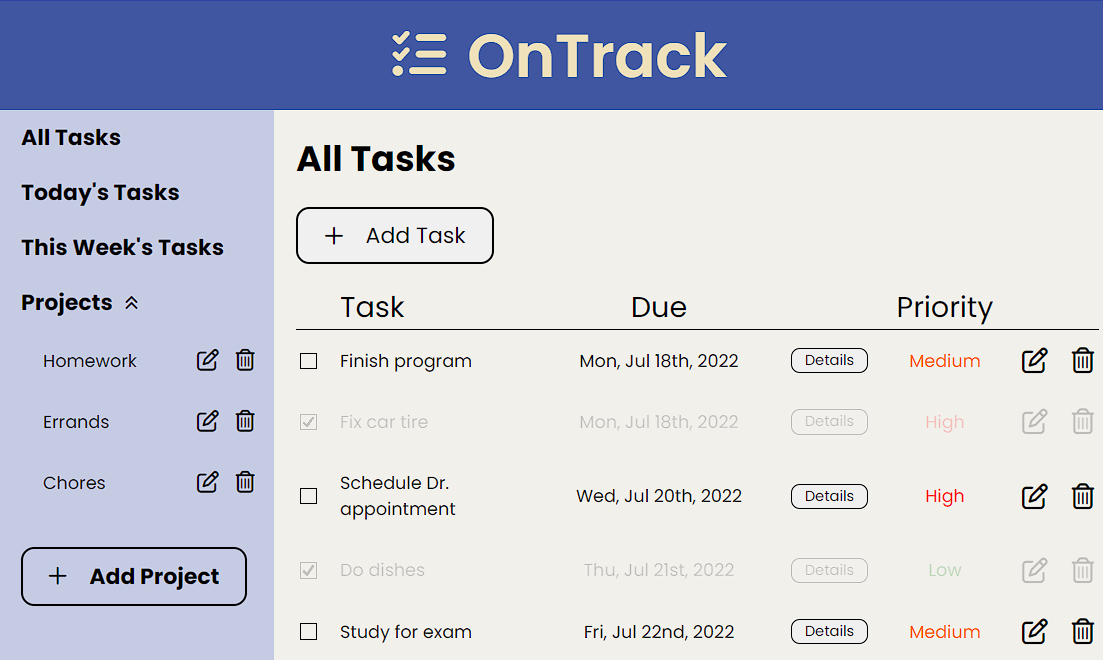 OnTrack
All Tasks
Today's Tasks
This Week's Tasks
Projects
Homework
Errands
Chores
Add Project
All Tasks
Add Task
Task Due Priority
Finish program Mon, Jul 18th, 2022 Details Medium
Fix car tire Mon, Jul 18th, 2022 Details High
Schedule Dr.
appointment Wed, Jul 20th, 2022 Details High
Do dishes Thu, Jul 21st, 2022 Details Low
Study for exam Fri, Jul 22nd, 2022 Details Medium